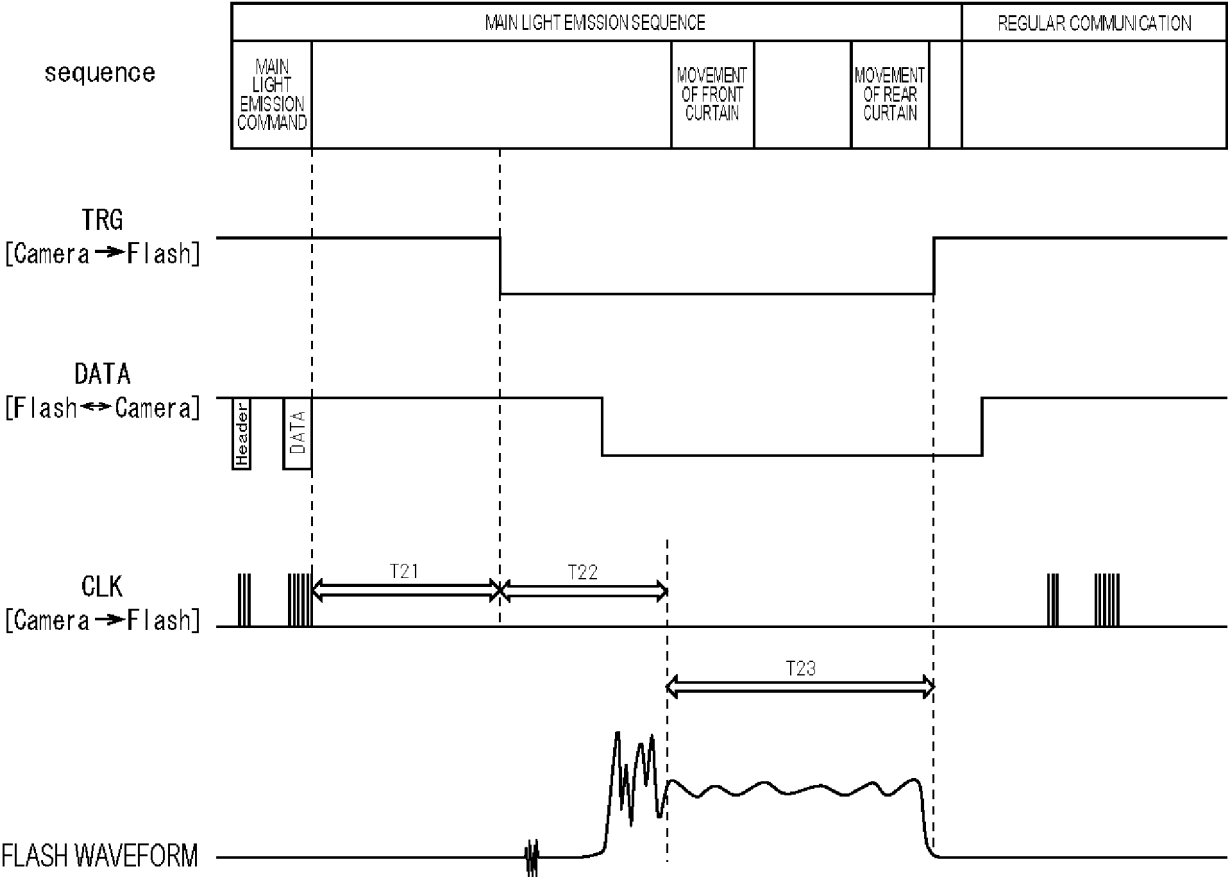 MAIN LIGHT EMISSION SEQUENCE
REGULAR COMMUNICATION
sequence
MAIN
LIGHT
EMISSION
COMMAND
MOVEMENT
OF FRONT
CURTAIN
MOVEMENT
OF REAR
CURTAIN
TRG
[Camera→Flash]
DATA
[Flash↔Camera]
Header
DATA
CLK
[Camera→Flash]
T21
T22
T23
FLASH WAVEFORM